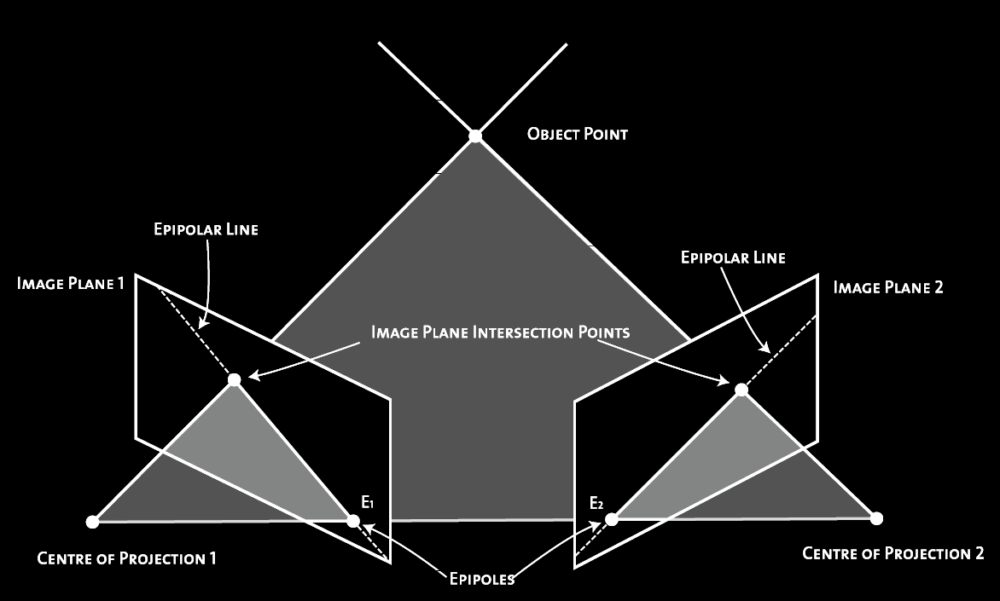 Object Point
Epipolar Line
Epipolar Line
Image Plane 1
Image Plane 2
Image Plane Intersection Points
E1
E2
Centre of Projection 1
Centre of Projection 2
Epipoles